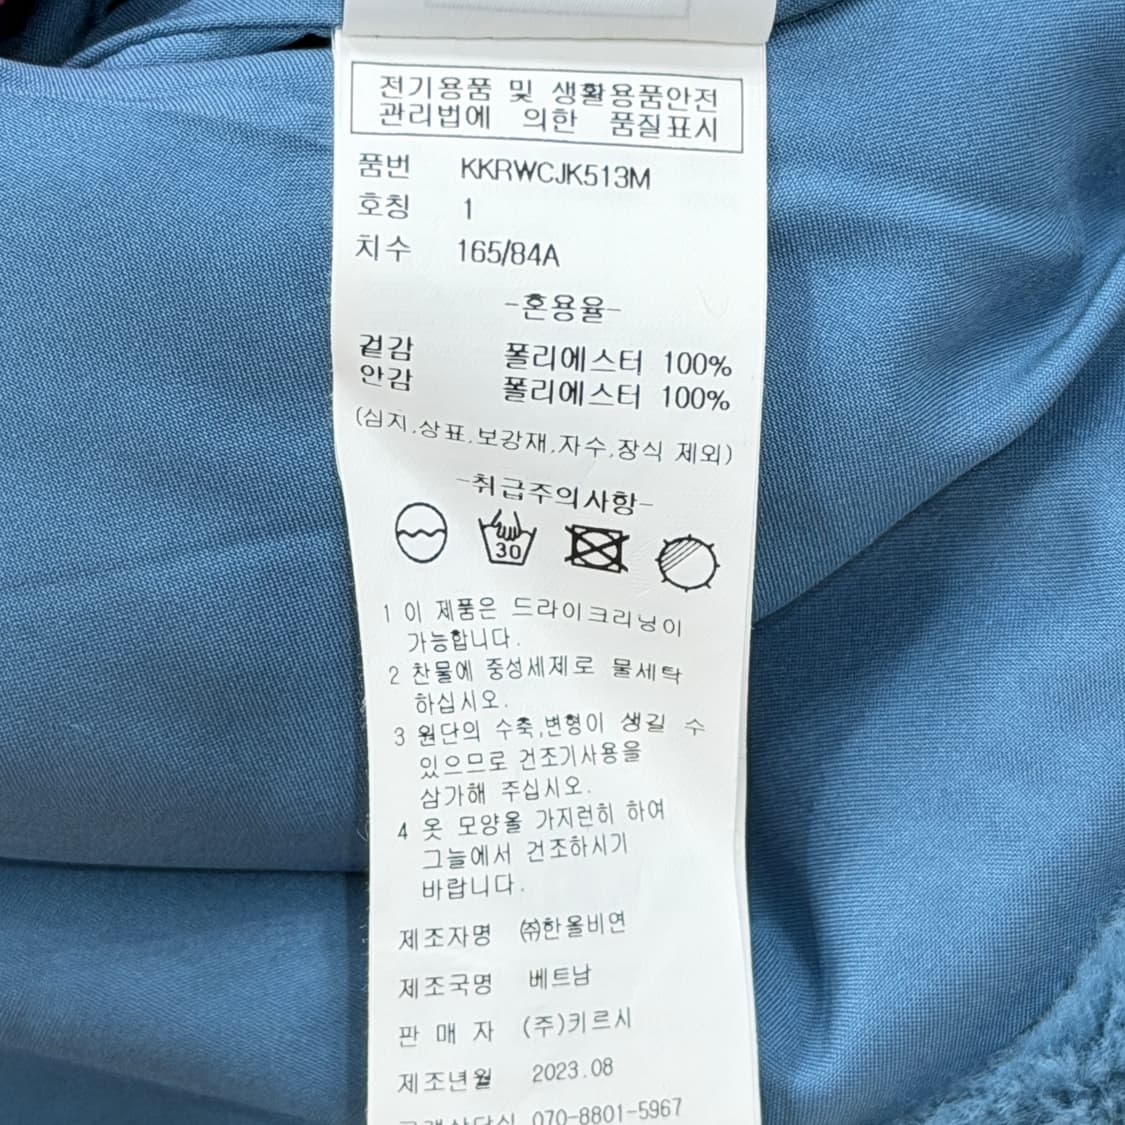 전기용품 및 생활용품안전
관리법에 의한 품질표시
품번 KKRWCJK513M
호칭 1
치수 165/84A
-혼용율-
겉감 폴리에스터 100%
안감 폴리에스터 100%
(심지,상표,보강재,자수,장식 제외)
-취급주의사항-
30
1 이 제품은 드라이크리닝이
가능합니다.
2 찬물에 중성세제로 물세탁
하십시오.
3 원단의 수축,변형이 생길 수
있으므로 건조기사용을
삼가해 주십시오.
4 옷 모양을 가지런히 하여
그늘에서 건조하시기
바랍니다.
제조자명 ㈜한올비연
제조국명 베트남
판 매 자 (주)키르시
제조년월 2023.08
고객상담실 070-8801-5967